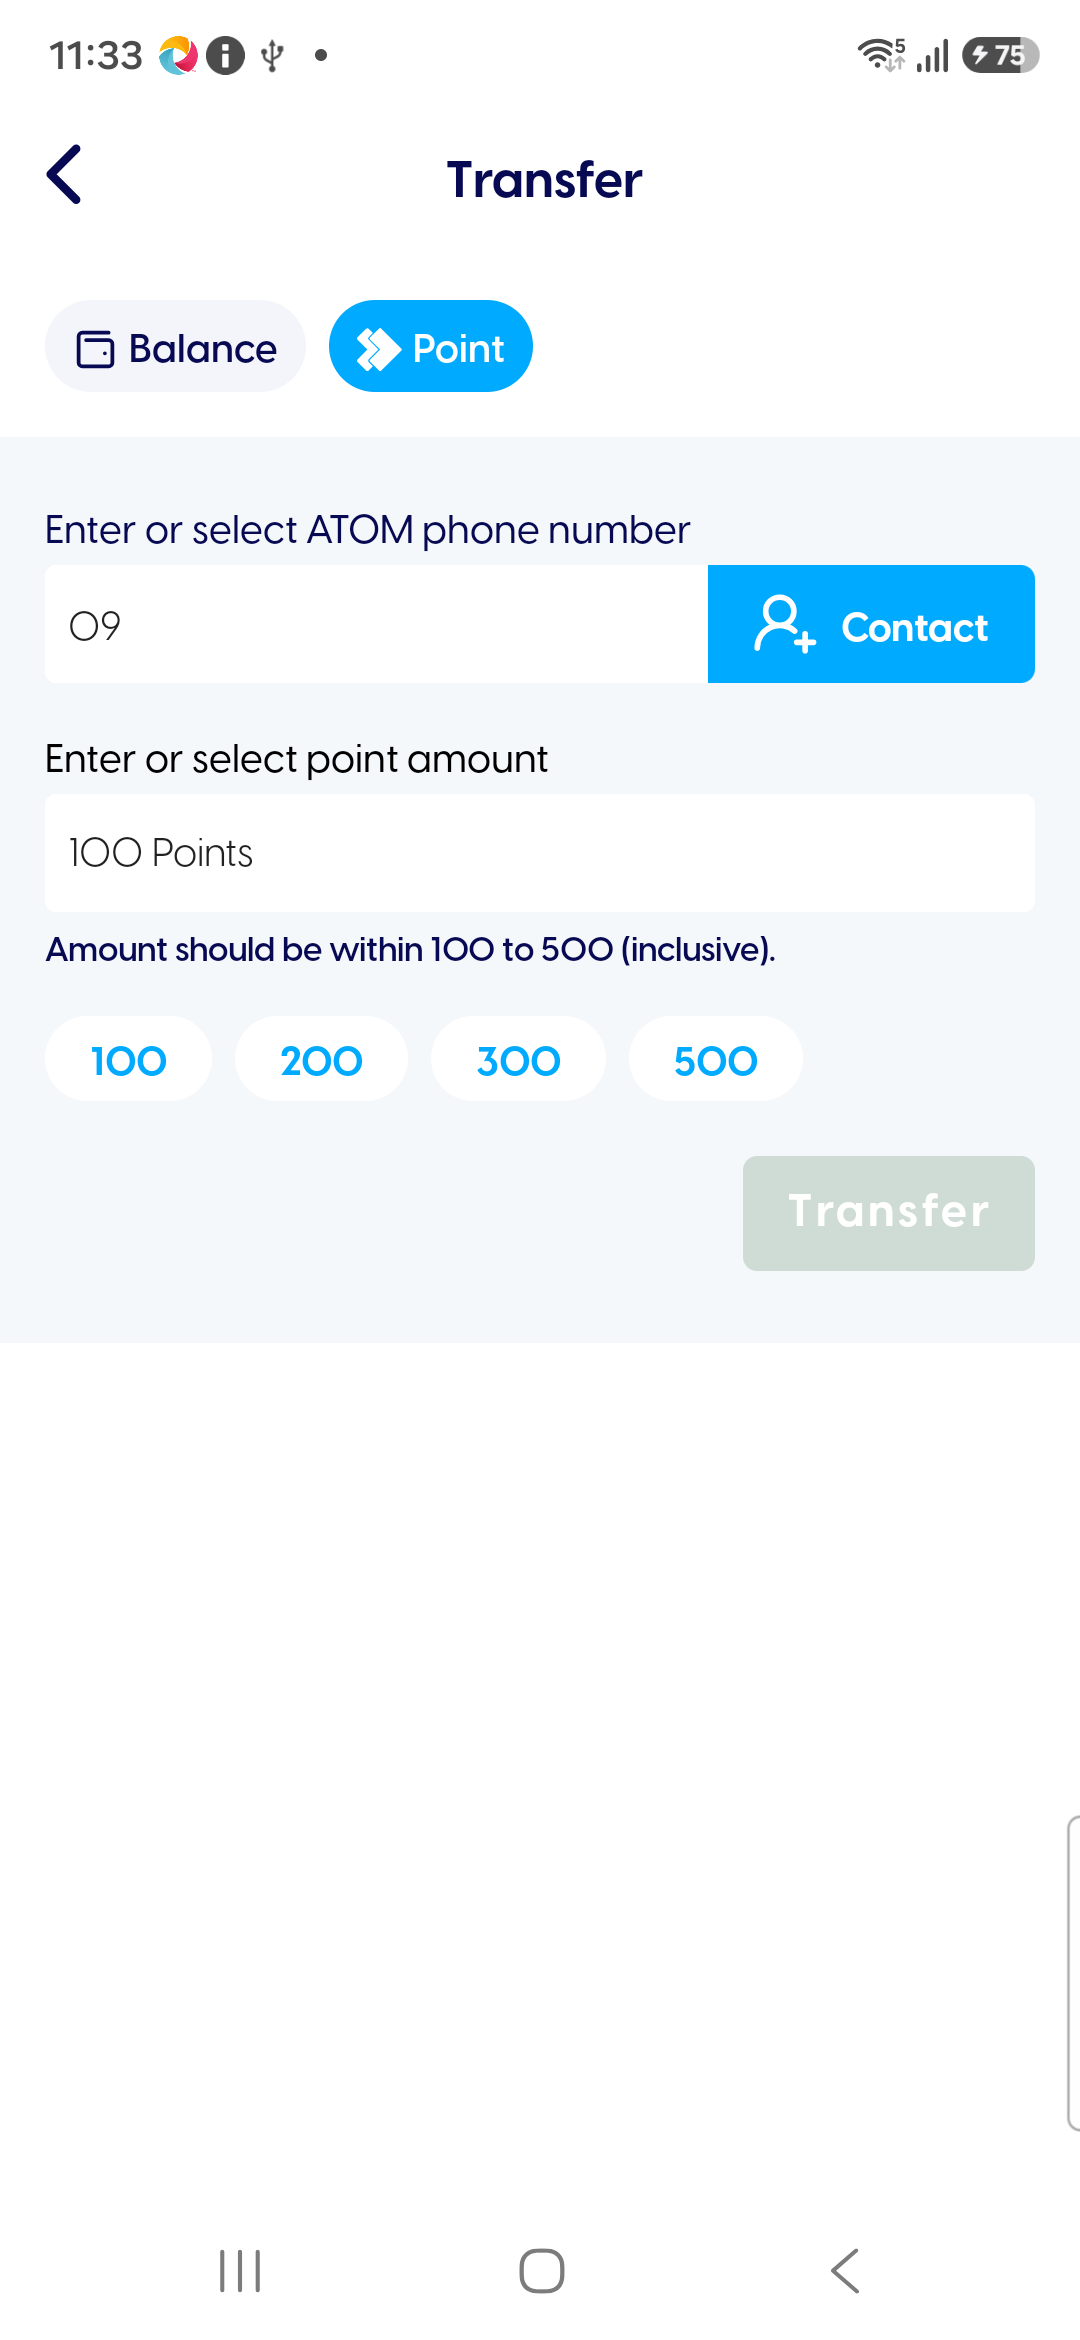 11:33
5
75
Transfer
Balance
Point
Enter or select ATOM phone number
09
Contact
Enter or select point amount
100 Points
Amount should be within 100 to 500 (inclusive).
100
200
300
500
Transfer